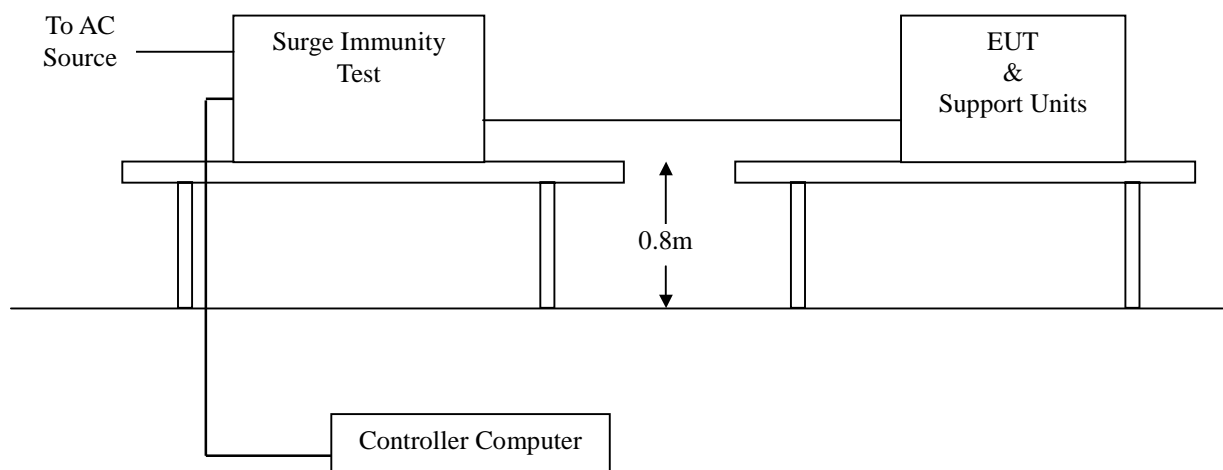 To AC
Source
Surge Immunity
Test
EUT
&
Support Units
0.8m
Controller Computer